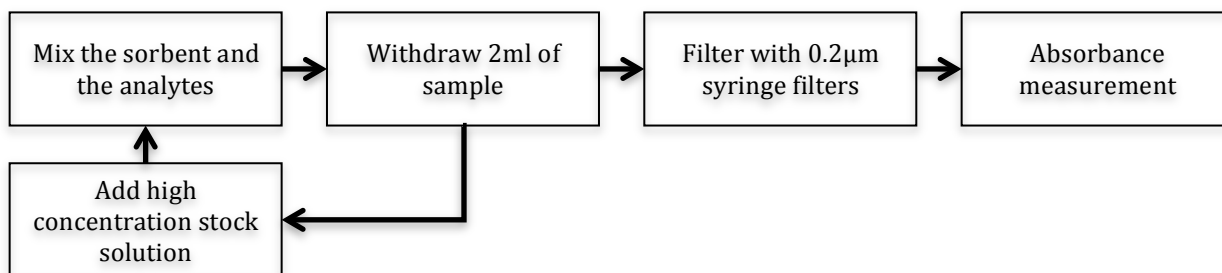 Mix the sorbent and
the analytes
Withdraw 2ml of
sample
Filter with 0.2μm
syringe filters
Absorbance
measurement
Add high
concentration stock
solution